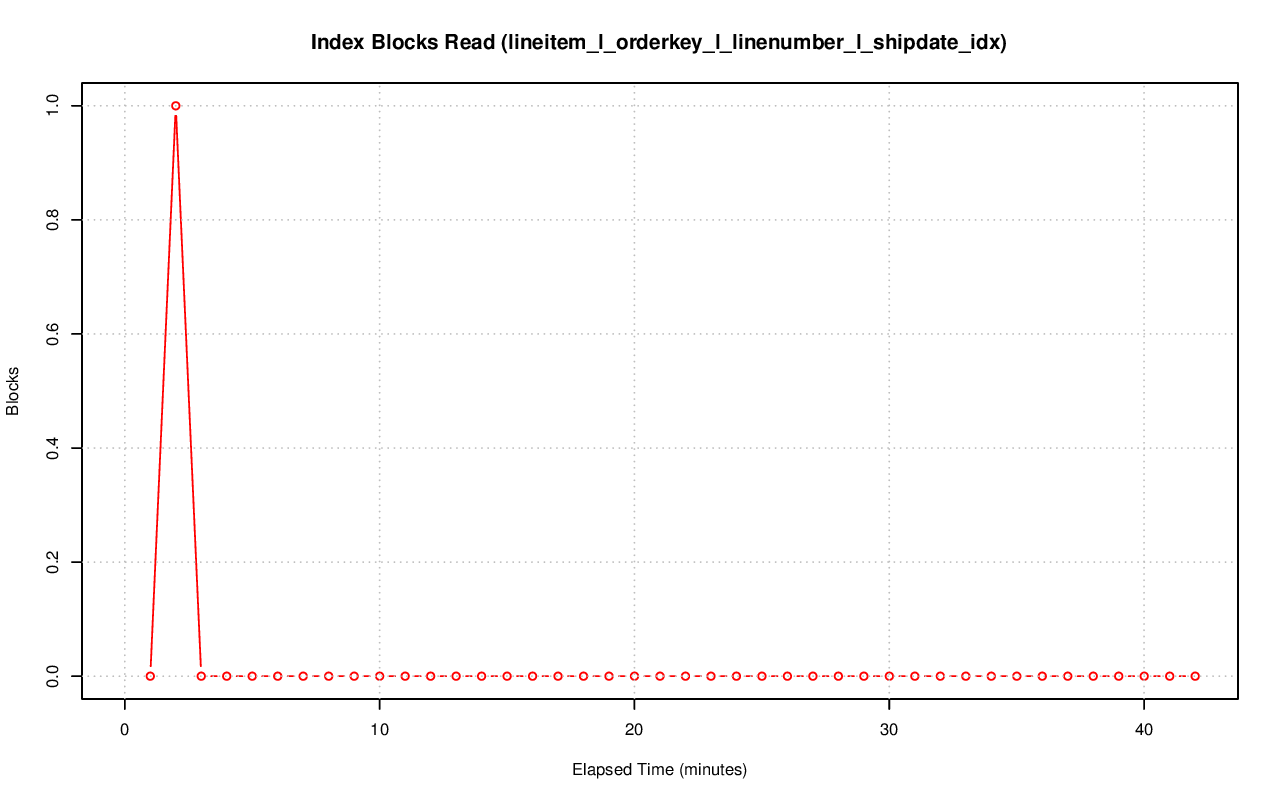 Index Blocks Read (lineitem_l_orderkey_l_linenumber_l_shipdate_idx)
1.0
0.8
0.6
0.4
0.2
0.0
Blocks
0 10 20 30 40
Elapsed Time (minutes)